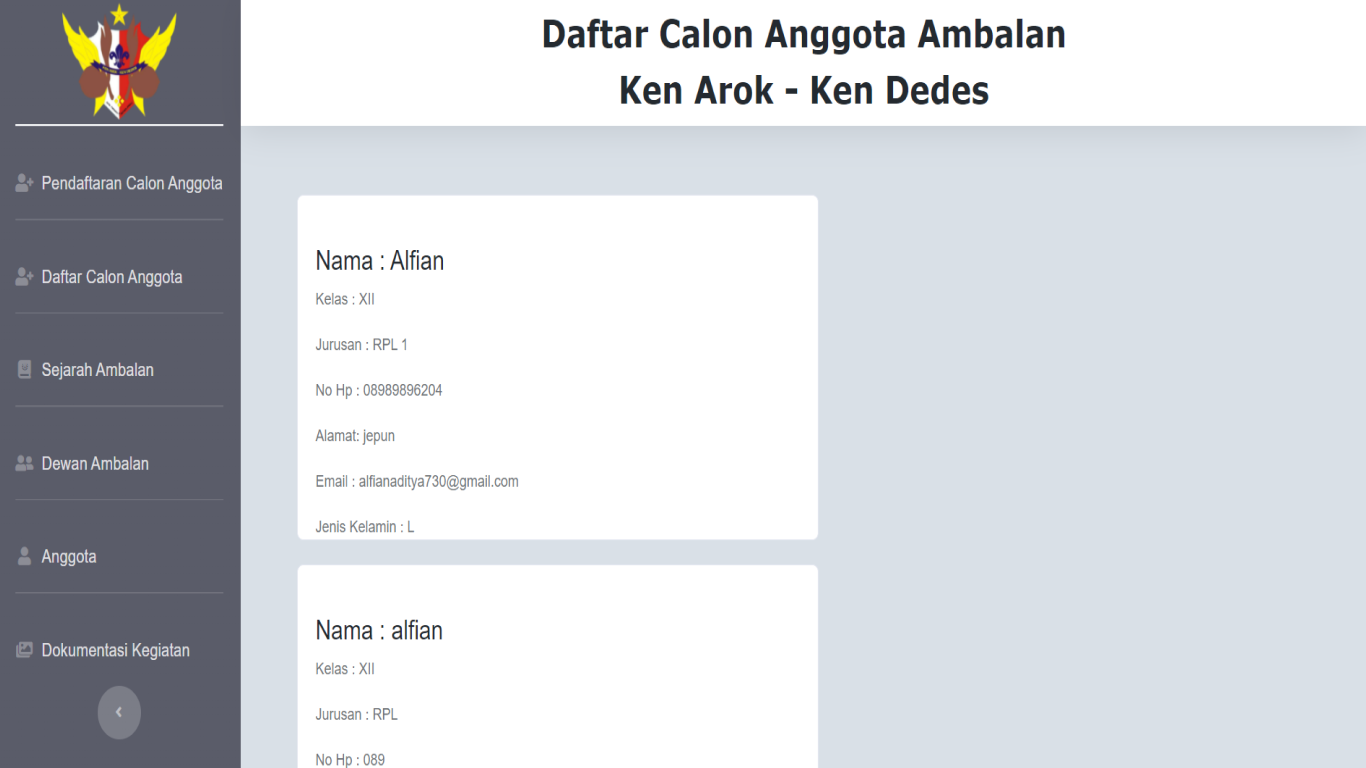 Daftar Calon Anggota Ambalan
Ken Arok - Ken Dedes
Pendaftaran Calon Anggota
Daftar Calon Anggota
Sejarah Ambalan
Dewan Ambalan
Anggota
Dokumentasi Kegiatan
Nama : Alfian
Kelas : XII
Jurusan : RPL 1
No Hp : 08989896204
Alamat: jepun
Email : alfianaditya730@gmail.com
Jenis Kelamin : L
Nama : alfian
Kelas : XII
Jurusan : RPL
No Hp : 089